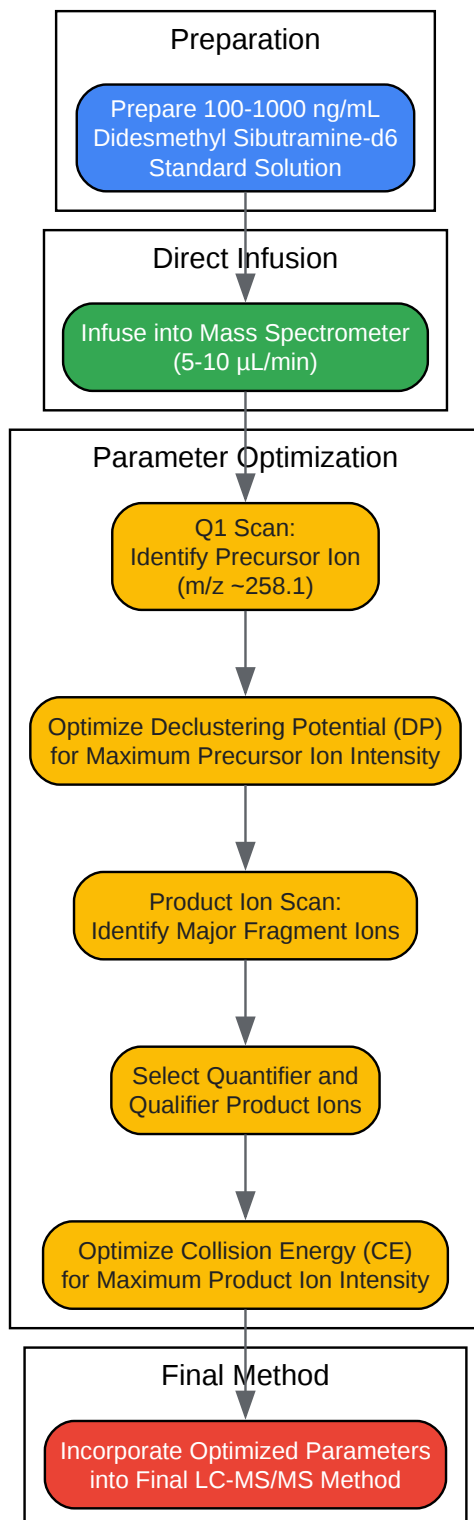 Preparation
Prepare 100-1000 ng/mL
Didesmethyl Sibutramine-d6
Standard Solution
Direct Infusion
Infuse into Mass Spectrometer
(5-10 µL/min)
Parameter Optimization
Q1 Scan:
Identify Precursor Ion
(m/z ~258.1)
Optimize Declustering Potential (DP)
for Maximum Precursor Ion Intensity
Product Ion Scan:
Identify Major Fragment Ions
Select Quantifier and
Qualifier Product Ions
Optimize Collision Energy (CE)
for Maximum Product Ion Intensity
Final Method
Incorporate Optimized Parameters
into Final LC-MS/MS Method